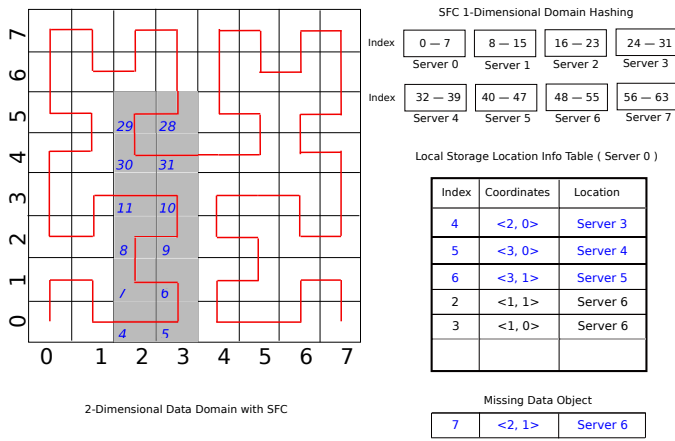 7
6
5
4
3
2
1
0
29 28
30 31
11 10
8 9
7 6
4 5
0 1 2 3 4 5 6 7
2-Dimensional Data Domain with SFC
SFC 1-Dimensional Domain Hashing
Index 0 — 7 8 — 15 16 — 23 24 — 31
Server 0 Server 1 Server 2 Server 3
Index 32 — 39 40 — 47 48 — 55 56 — 63
Server 4 Server 5 Server 6 Server 7
Local Storage Location Info Table ( Server 0 )
Index Coordinates Location
4 <2, 0> Server 3
5 <3, 0> Server 4
6 <3, 1> Server 5
2 <1, 1> Server 6
3 <1, 0> Server 6
Missing Data Object
7 <2, 1> Server 6